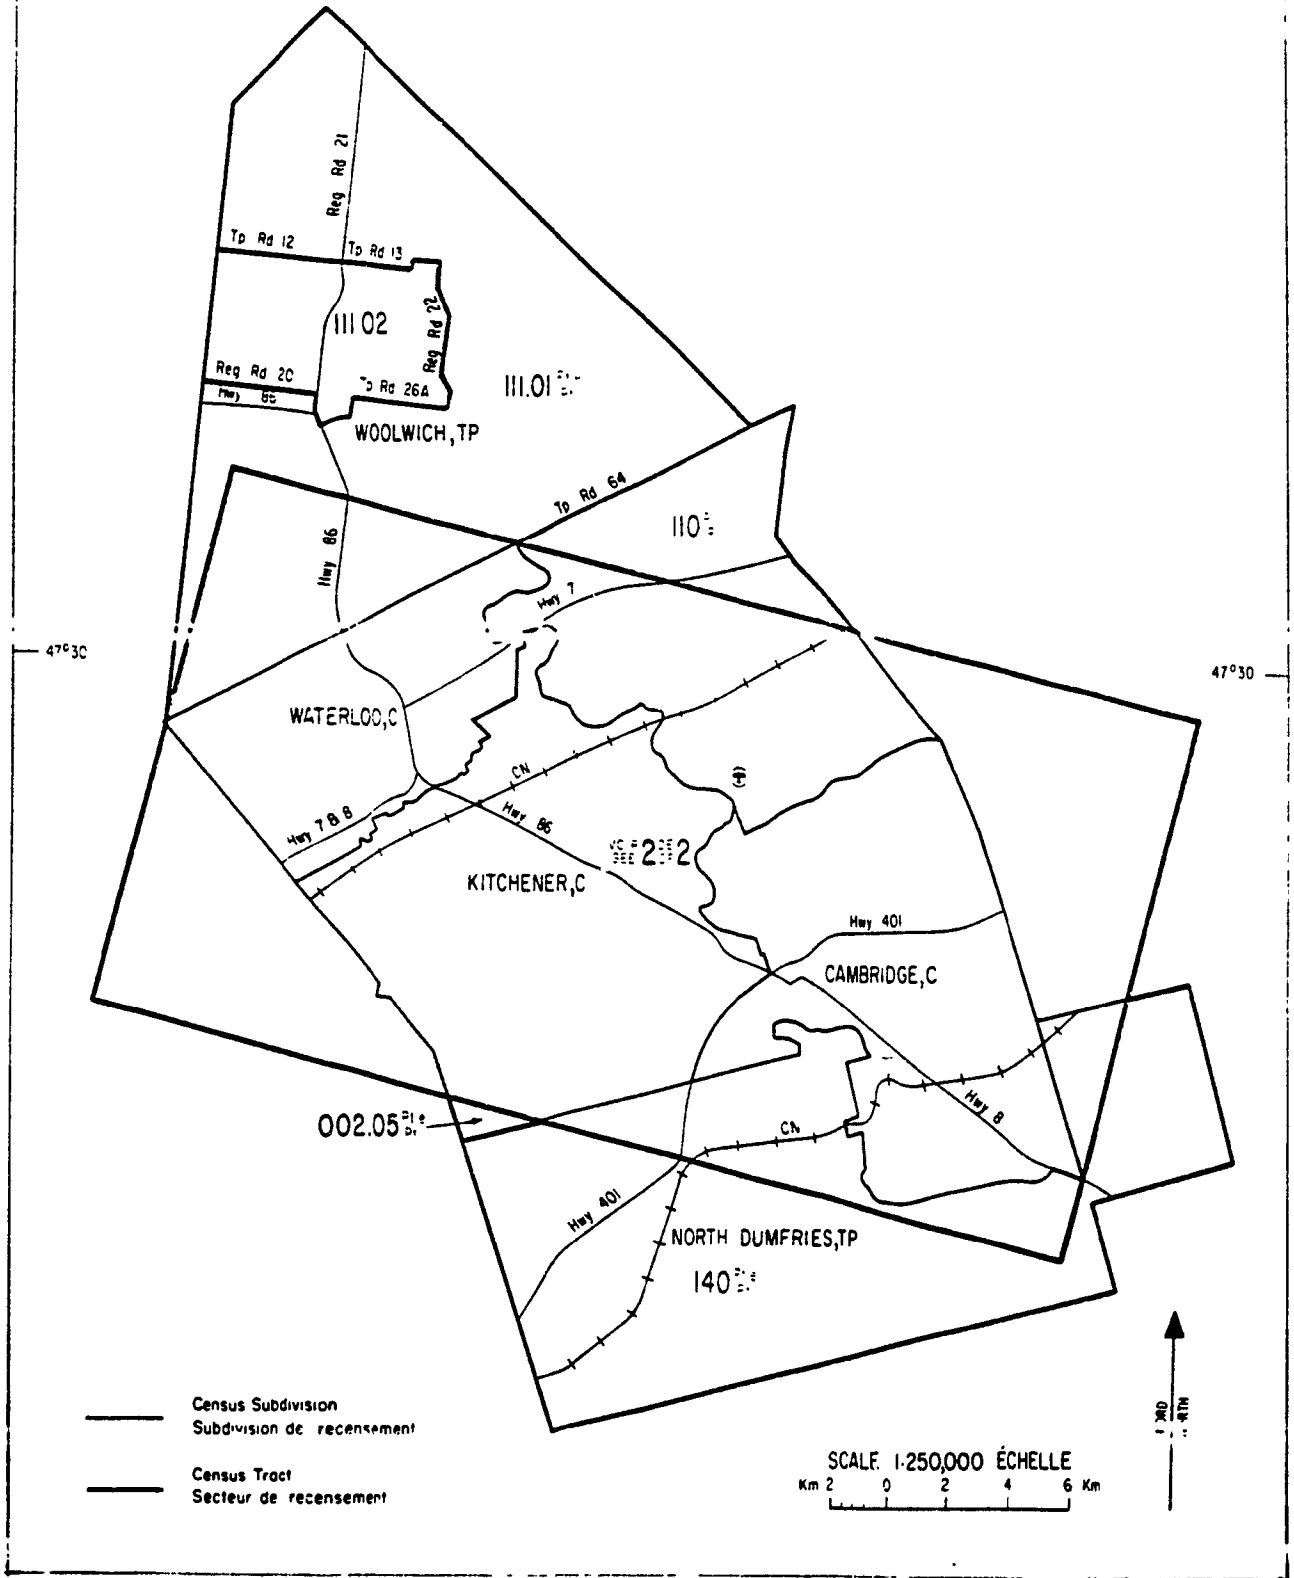 Reg Rd 21
Tp Rd 12
Tp Rd 13
111 02
Reg Rd 22
Reg Rd 20
Hwy 86
Tp Rd 26A
111.01
WOOLWICH, TP
Tp Rd 64
110
Hwy 86
Hwy 7
47°30
47°30
WATERLOO, C
CN
Hwy 7 & 8
Hwy 86
SEE 2 2
KITCHENER, C
Hwy 401
CAMBRIDGE, C
002.05
CN
Hwy 8
Hwy 401
NORTH DUMFRIES, TP
140
Census Subdivision
Subdivision de recensement
Census Tract
Secteur de recensement
SCALE 1:250,000 ÉCHELLE
Km 2 0 2 4 6 Km